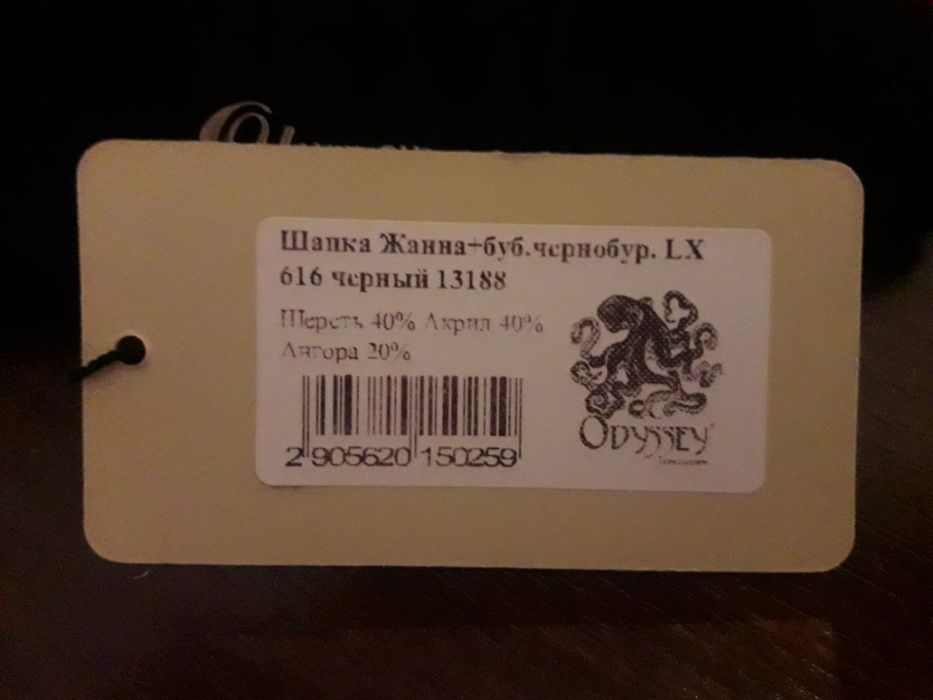 Шапка Жанна+буб.чернобур. LX
616 черный 13188
Шерсть 40% Акрил 40%
Ангора 20%
2 905620 150259
ODYSSEY